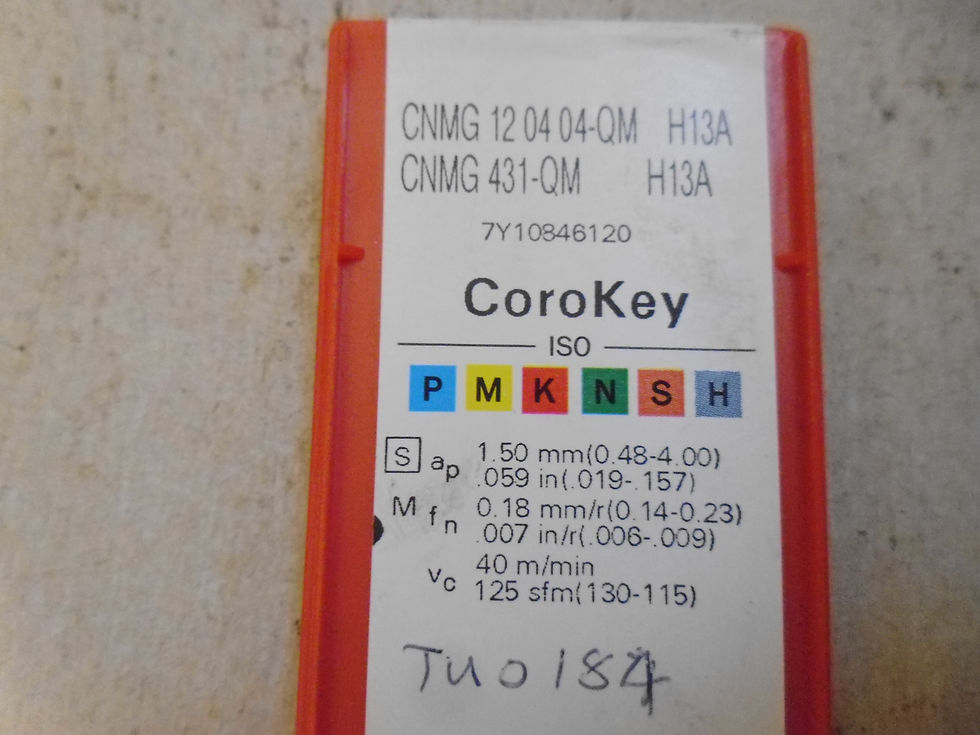 CNMG 12 04 04-QM H13A
CNMG 431-QM H13A
7Y10846120
CoroKey
ISO
P M K N S H
S ap 1.50 mm(0.48-4.00)
.059 in(.019-.157)
M fn 0.18 mm/r(0.14-0.23)
.007 in/r(.006-.009)
vc 40 m/min
125 sfm(130-115)
TU0184